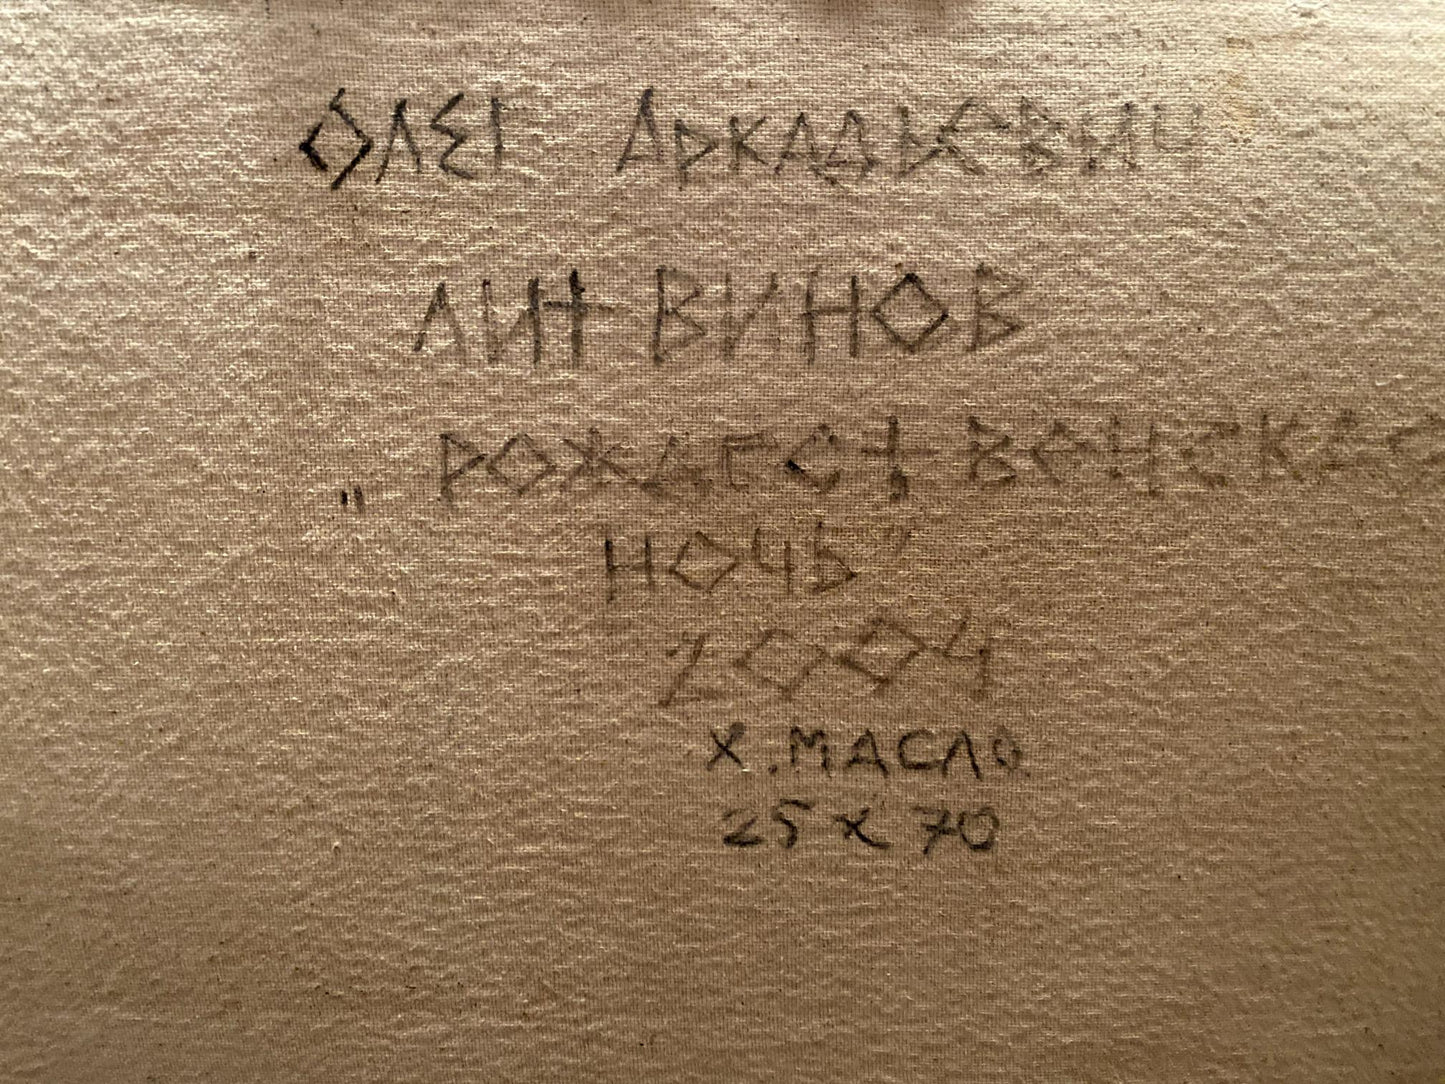 ОЛЕГ АРКАДЬЕВИЧ
ЛИТВИНОВ
„РОЖДЕСТВЕНСКАЯ
НОЧЬ”
2004
Х. МАСЛО
25 х 70